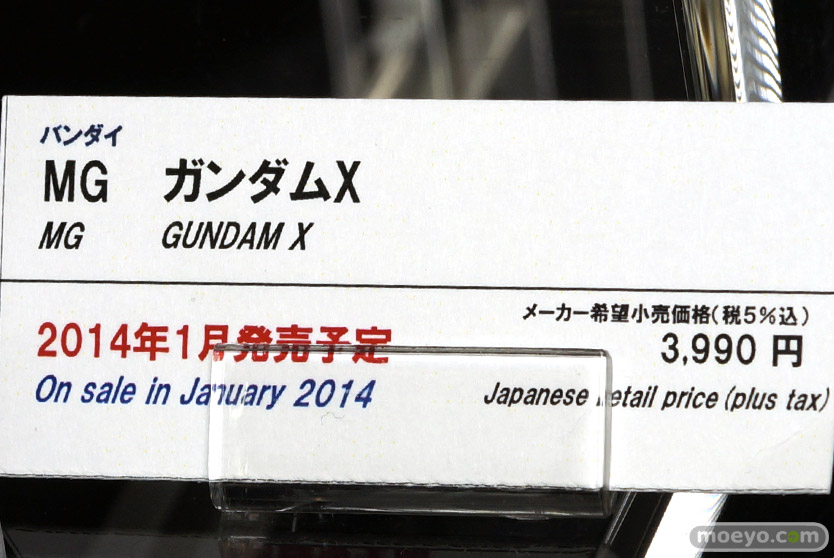 バンダイ
MG ガンダムX
MG GUNDAM X
2014年1月発売予定
On sale in January 2014
メーカー希望小売価格(税5%込)
3,990 円
Japanese retail price (plus tax)
moeyo.com